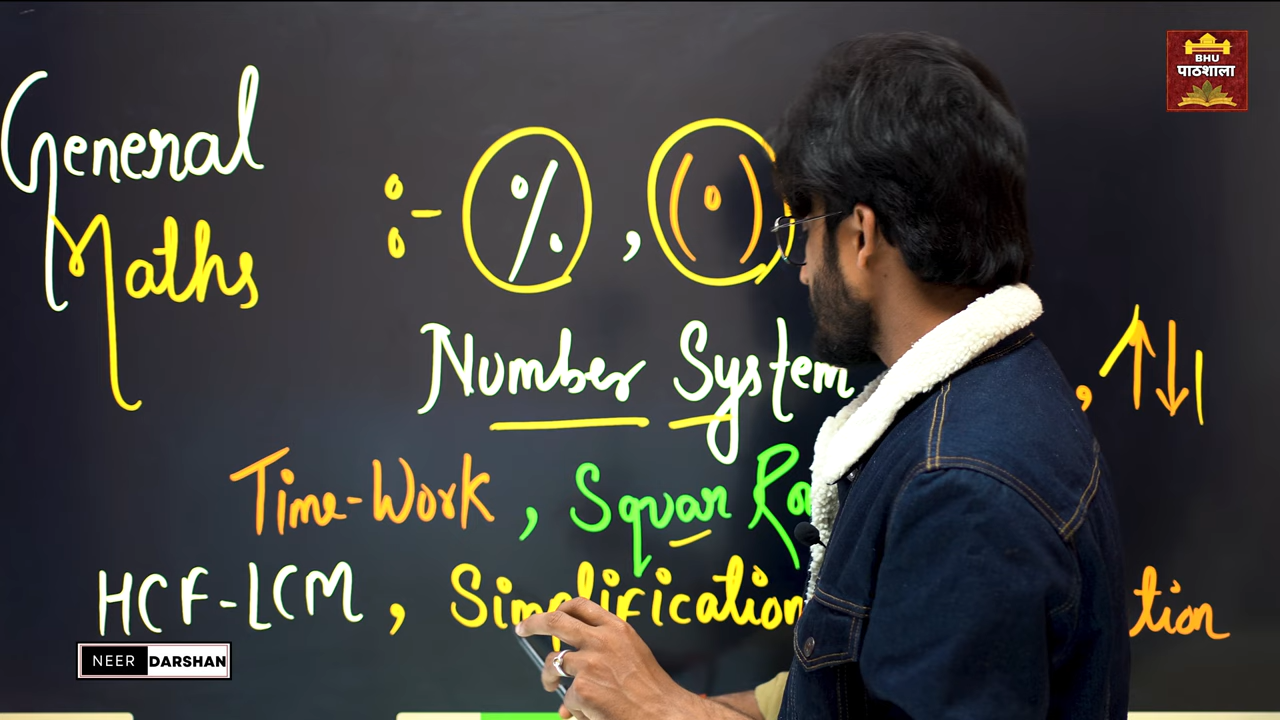 General
Maths
:- % , ( )
Number System , ↑↓
Time-Work , Squar
HCF-LCM , Simplification tion
NEER DARSHAN
BHU
पाठशाला